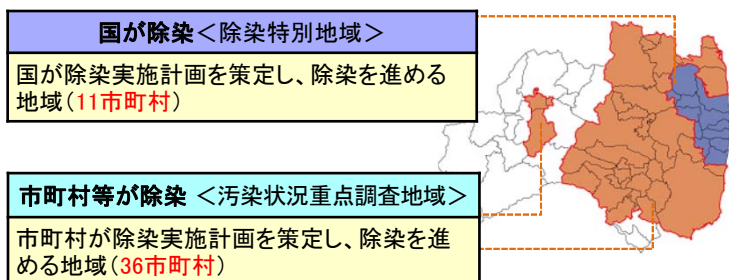 国が除染＜除染特別地域＞
国が除染実施計画を策定し、除染を進める
地域（11市町村）
市町村等が除染 ＜汚染状況重点調査地域＞
市町村が除染実施計画を策定し、除染を進
める地域（36市町村）